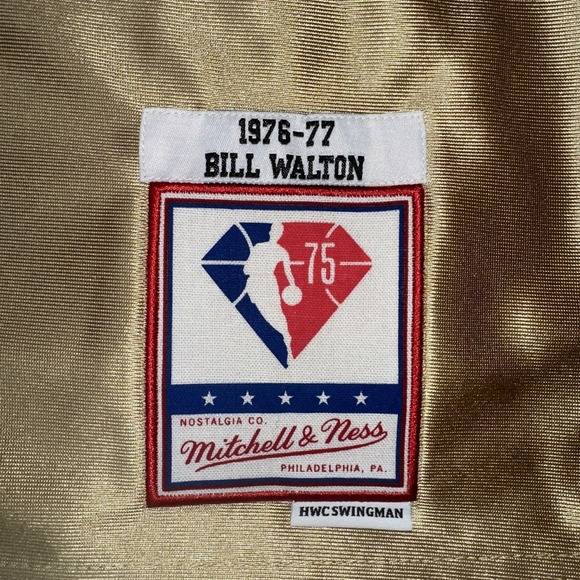 1976-77
BILL WALTON
75
NOSTALGIA CO.
Mitchell & Ness
PHILADELPHIA, PA.
HWC SWINGMAN